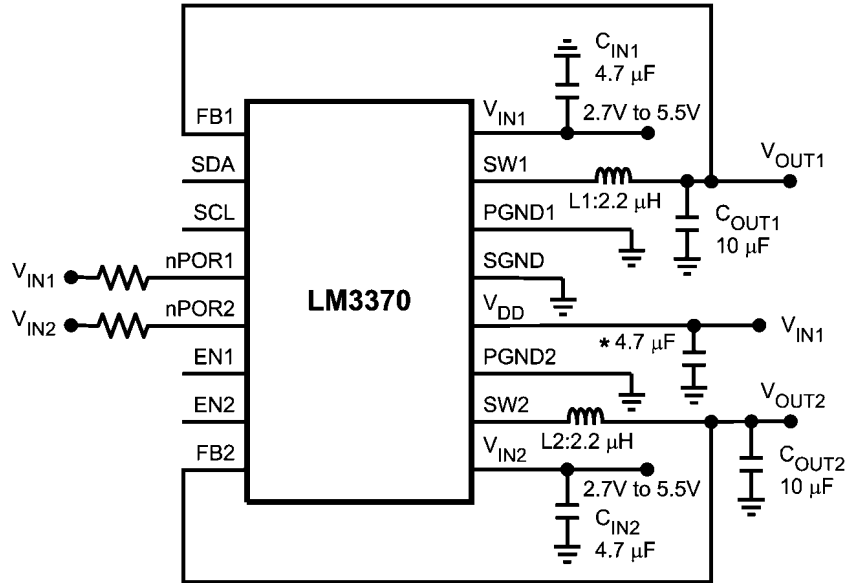 C_IN1
4.7 μF
2.7V to 5.5V
FB1
V_IN1
SDA
SW1
V_OUT1
L1:2.2 μH
SCL
PGND1
C_OUT1
10 μF
V_IN1
nPOR1
SGND
LM3370
V_IN2
nPOR2
V_DD
V_IN1
* 4.7 μF
EN1
PGND2
EN2
SW2
V_OUT2
L2:2.2 μH
FB2
V_IN2
C_OUT2
10 μF
2.7V to 5.5V
C_IN2
4.7 μF